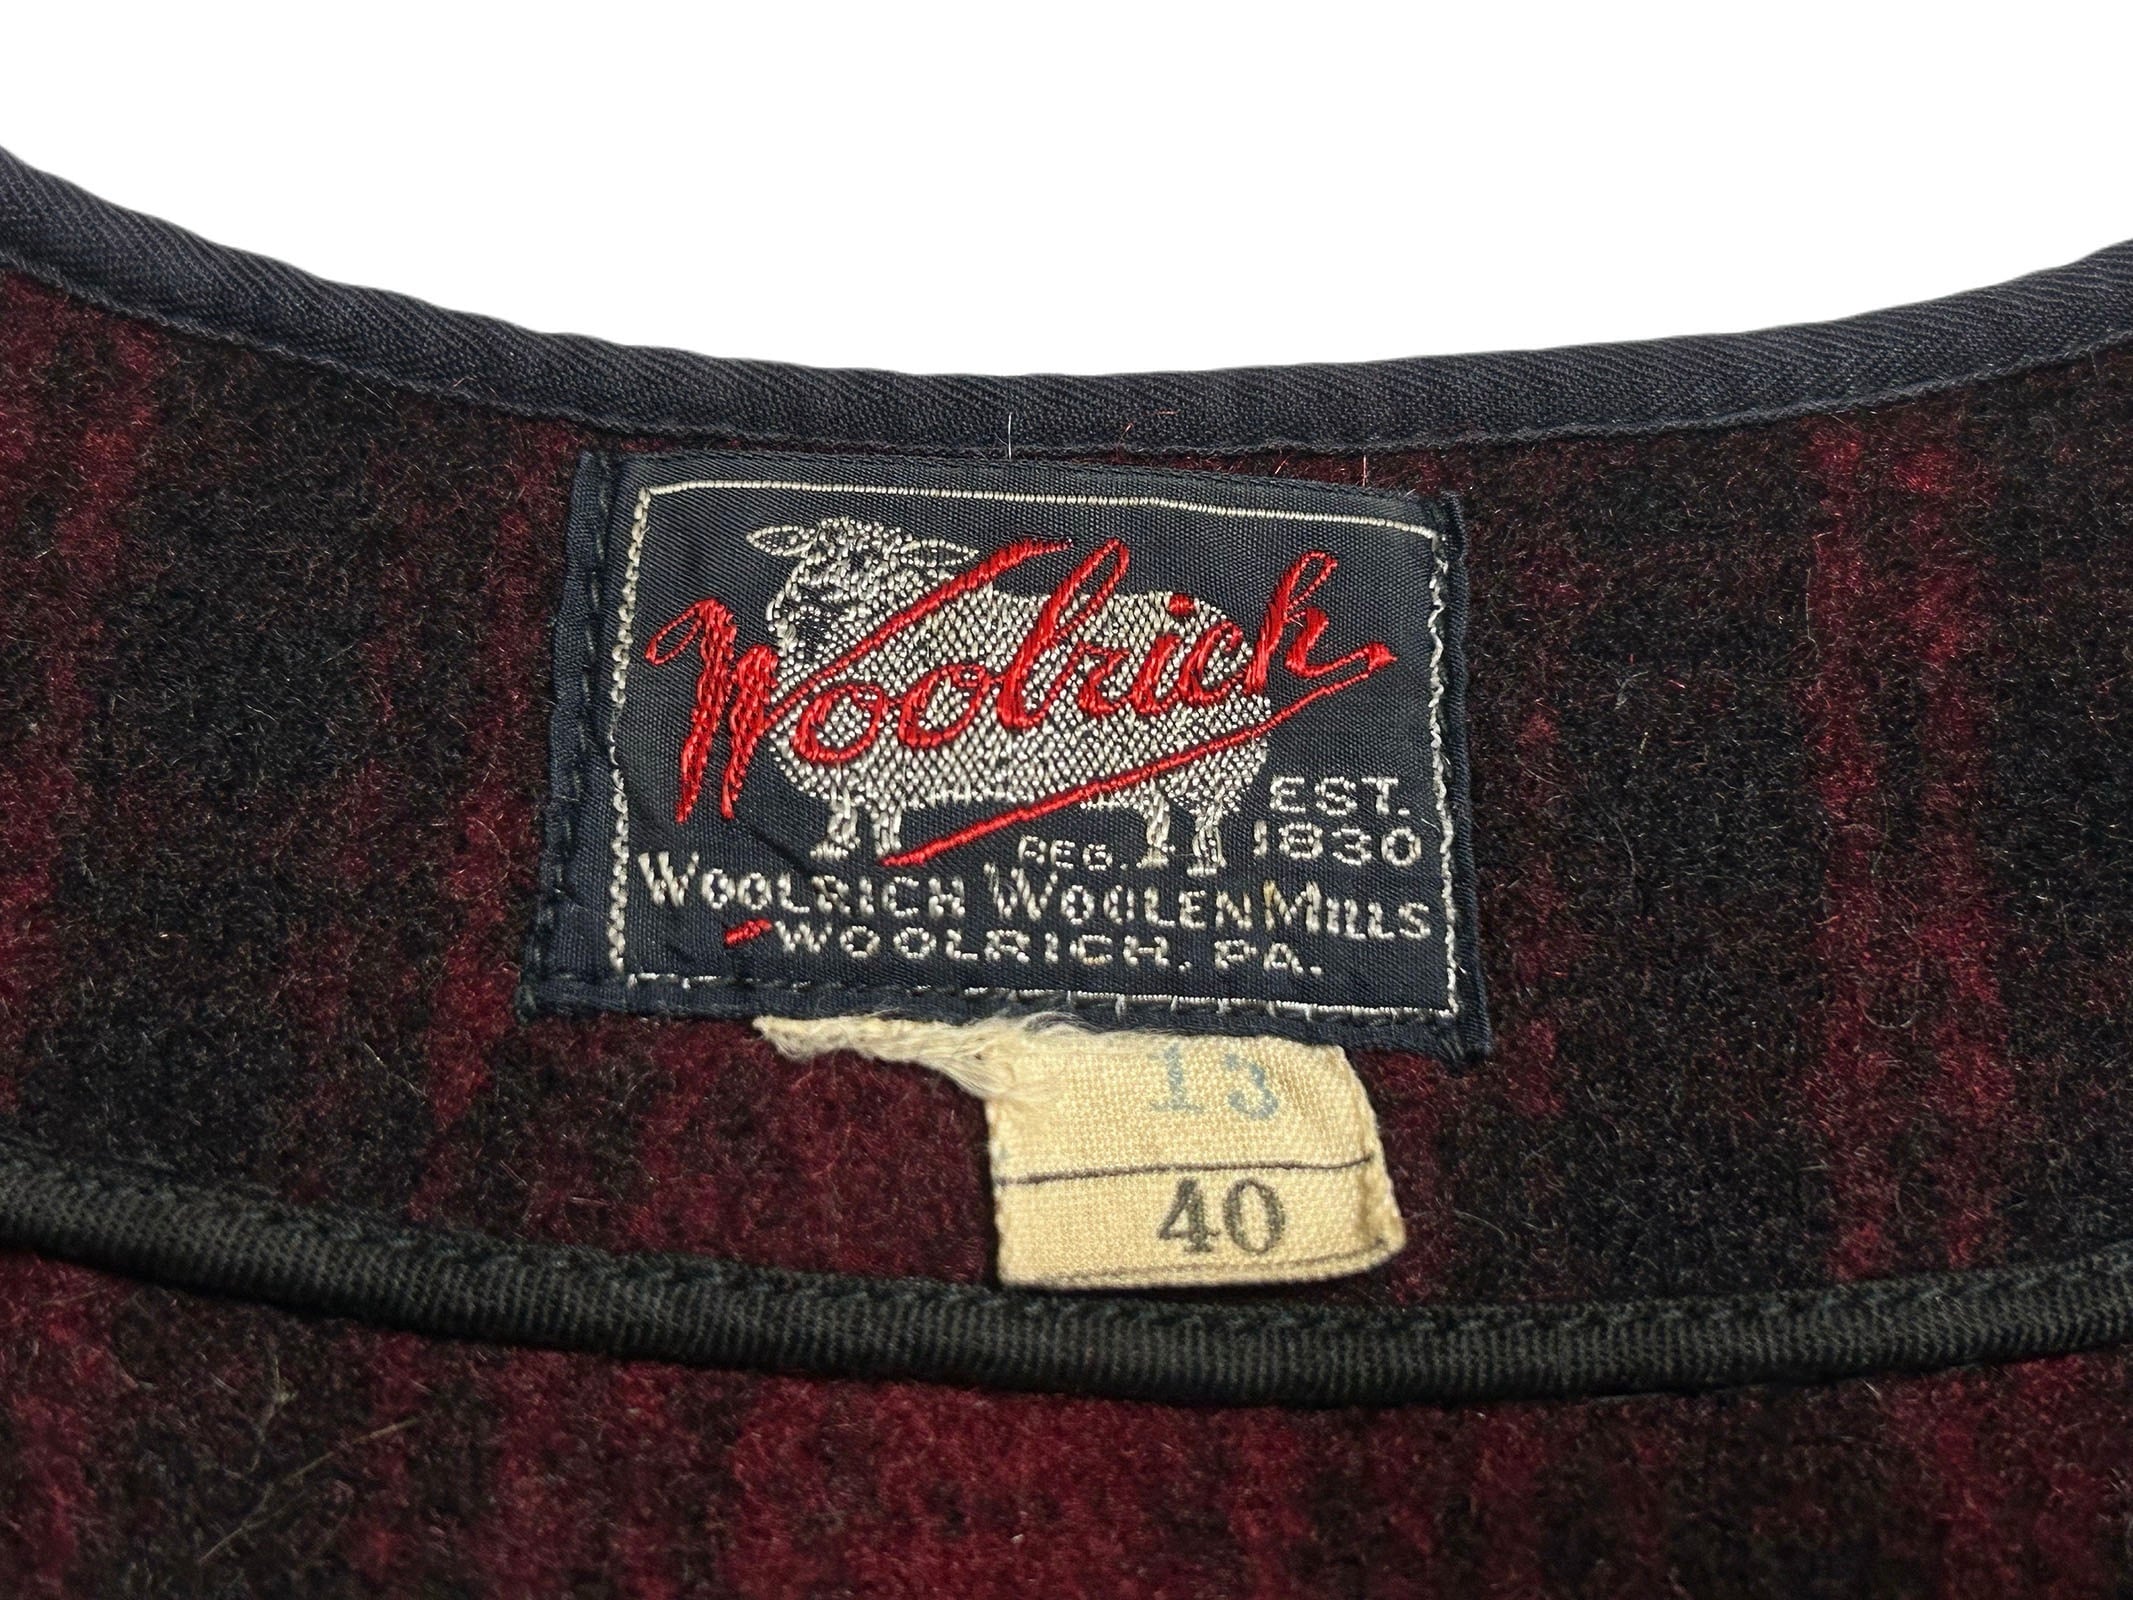 Woolrich
EST.
1830
REG.
WOOLRICH WOOLEN MILLS
WOOLRICH, PA.
13
40